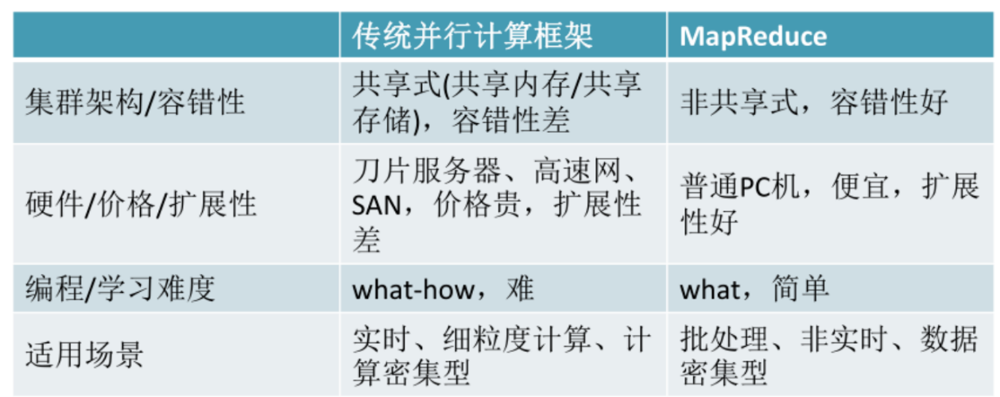 传统并行计算框架
MapReduce
集群架构/容错性
共享式(共享内存/共享
存储)，容错性差
非共享式，容错性好
硬件/价格/扩展性
刀片服务器、高速网、
SAN，价格贵，扩展性
差
普通PC机，便宜，扩展
性好
编程/学习难度
what-how，难
what，简单
适用场景
实时、细粒度计算、计
算密集型
批处理、非实时、数据
密集型